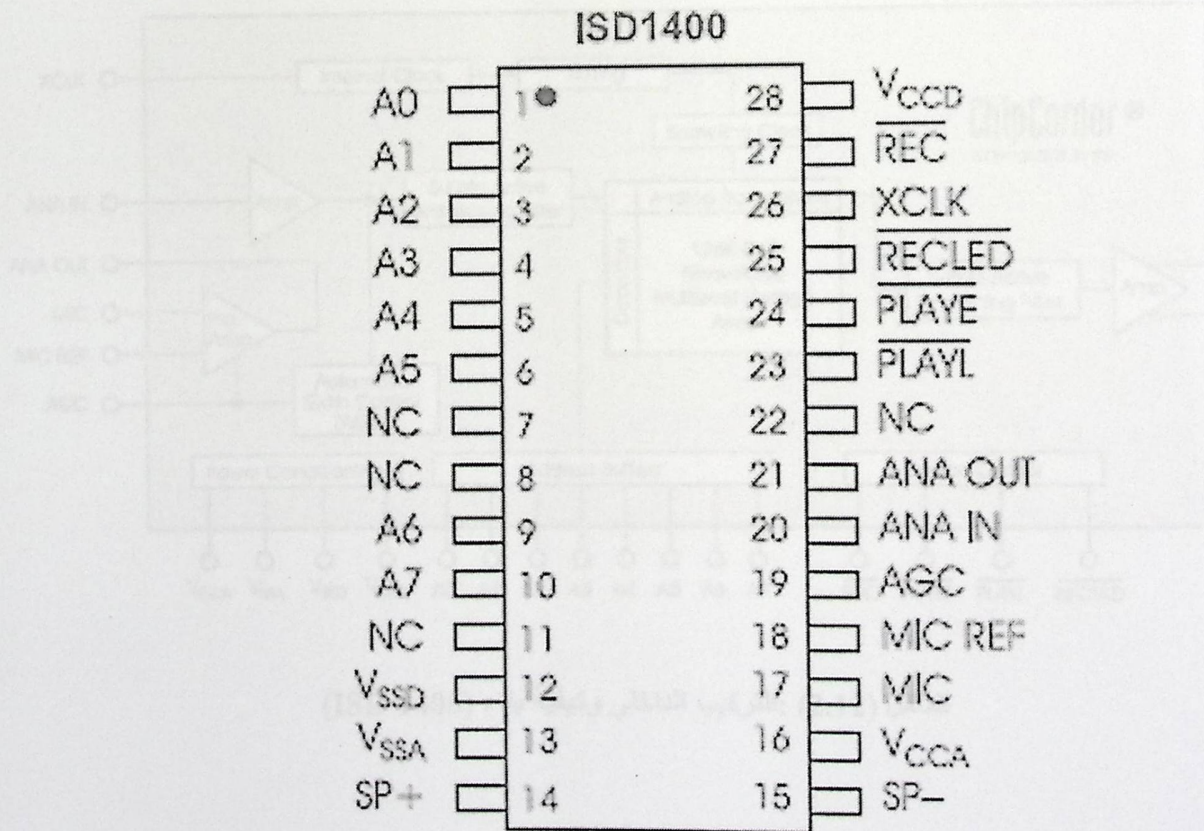 ISD1400
A0 1 28 VCCD
A1 2 27 REC
A2 3 26 XCLK
A3 4 25 RECLED
A4 5 24 PLAYE
A5 6 23 PLAYL
NC 7 22 NC
NC 8 21 ANA OUT
A6 9 20 ANA IN
A7 10 19 AGC
NC 11 18 MIC REF
VSSD 12 17 MIC
VSSA 13 16 VCCA
SP+ 14 15 SP–